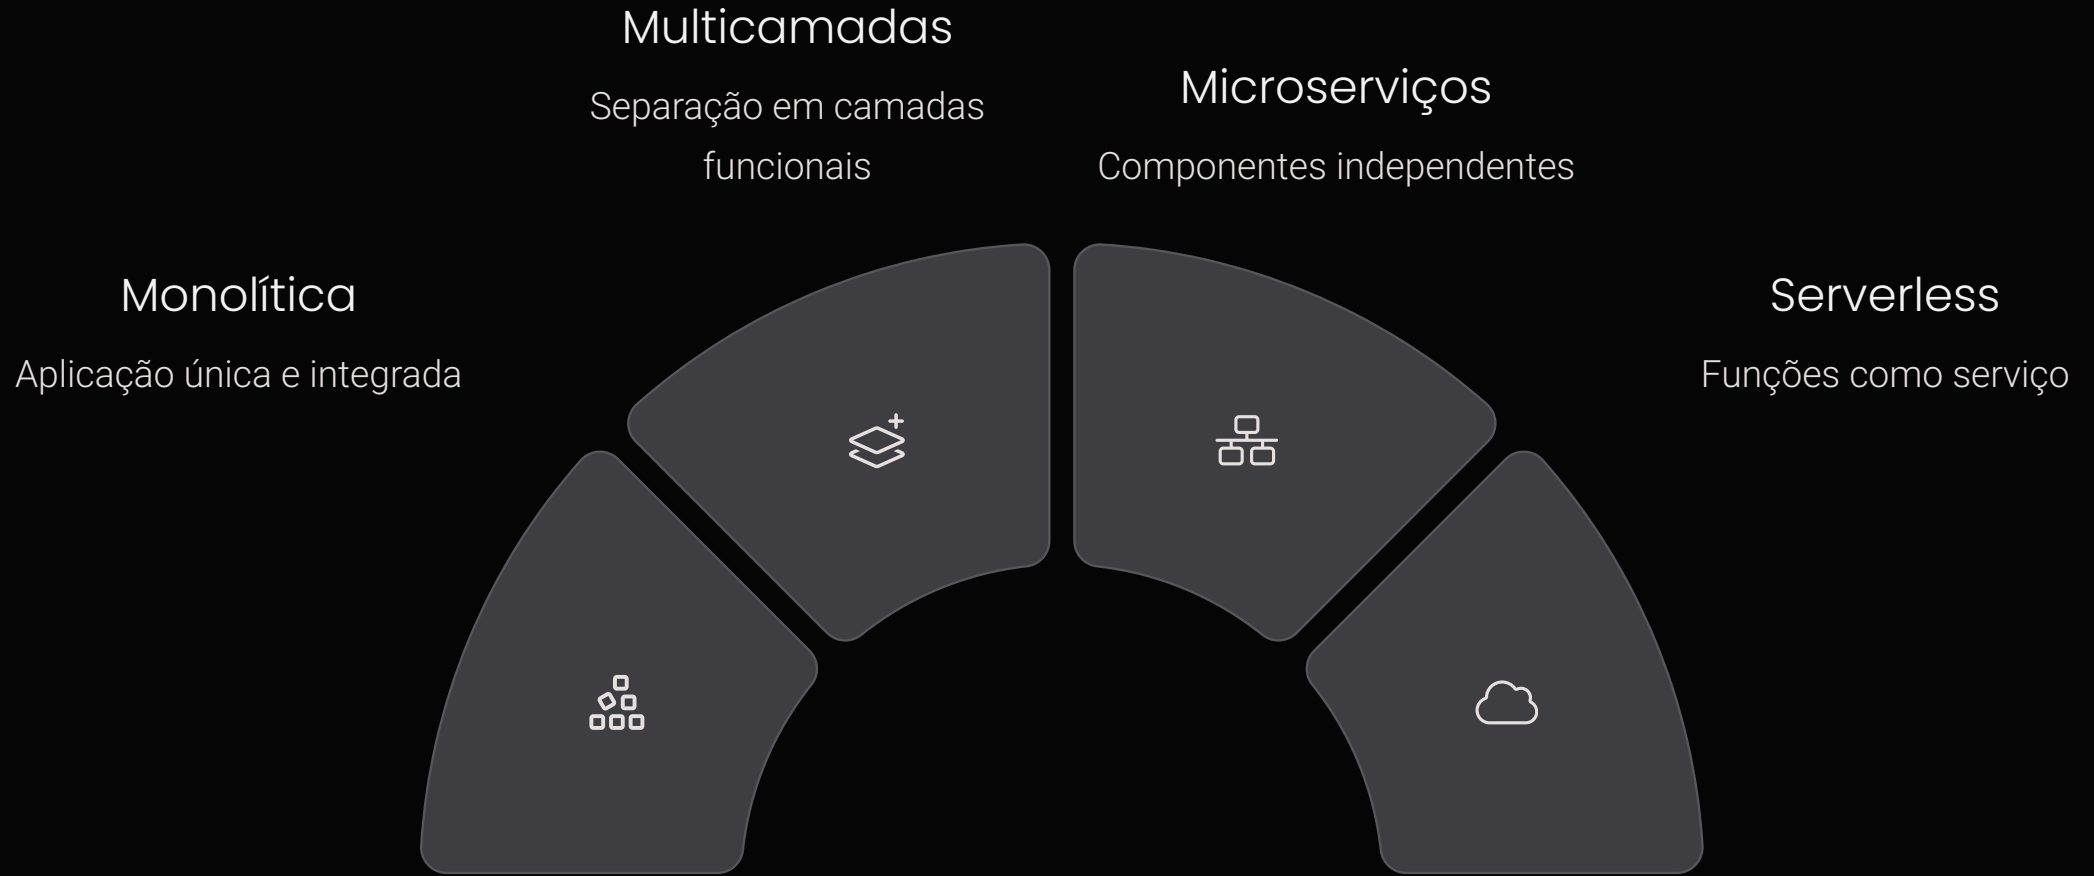 Multicamadas
Separação em camadas
funcionais
Microserviços
Componentes independentes
Monolítica
Aplicação única e integrada
Serverless
Funções como serviço